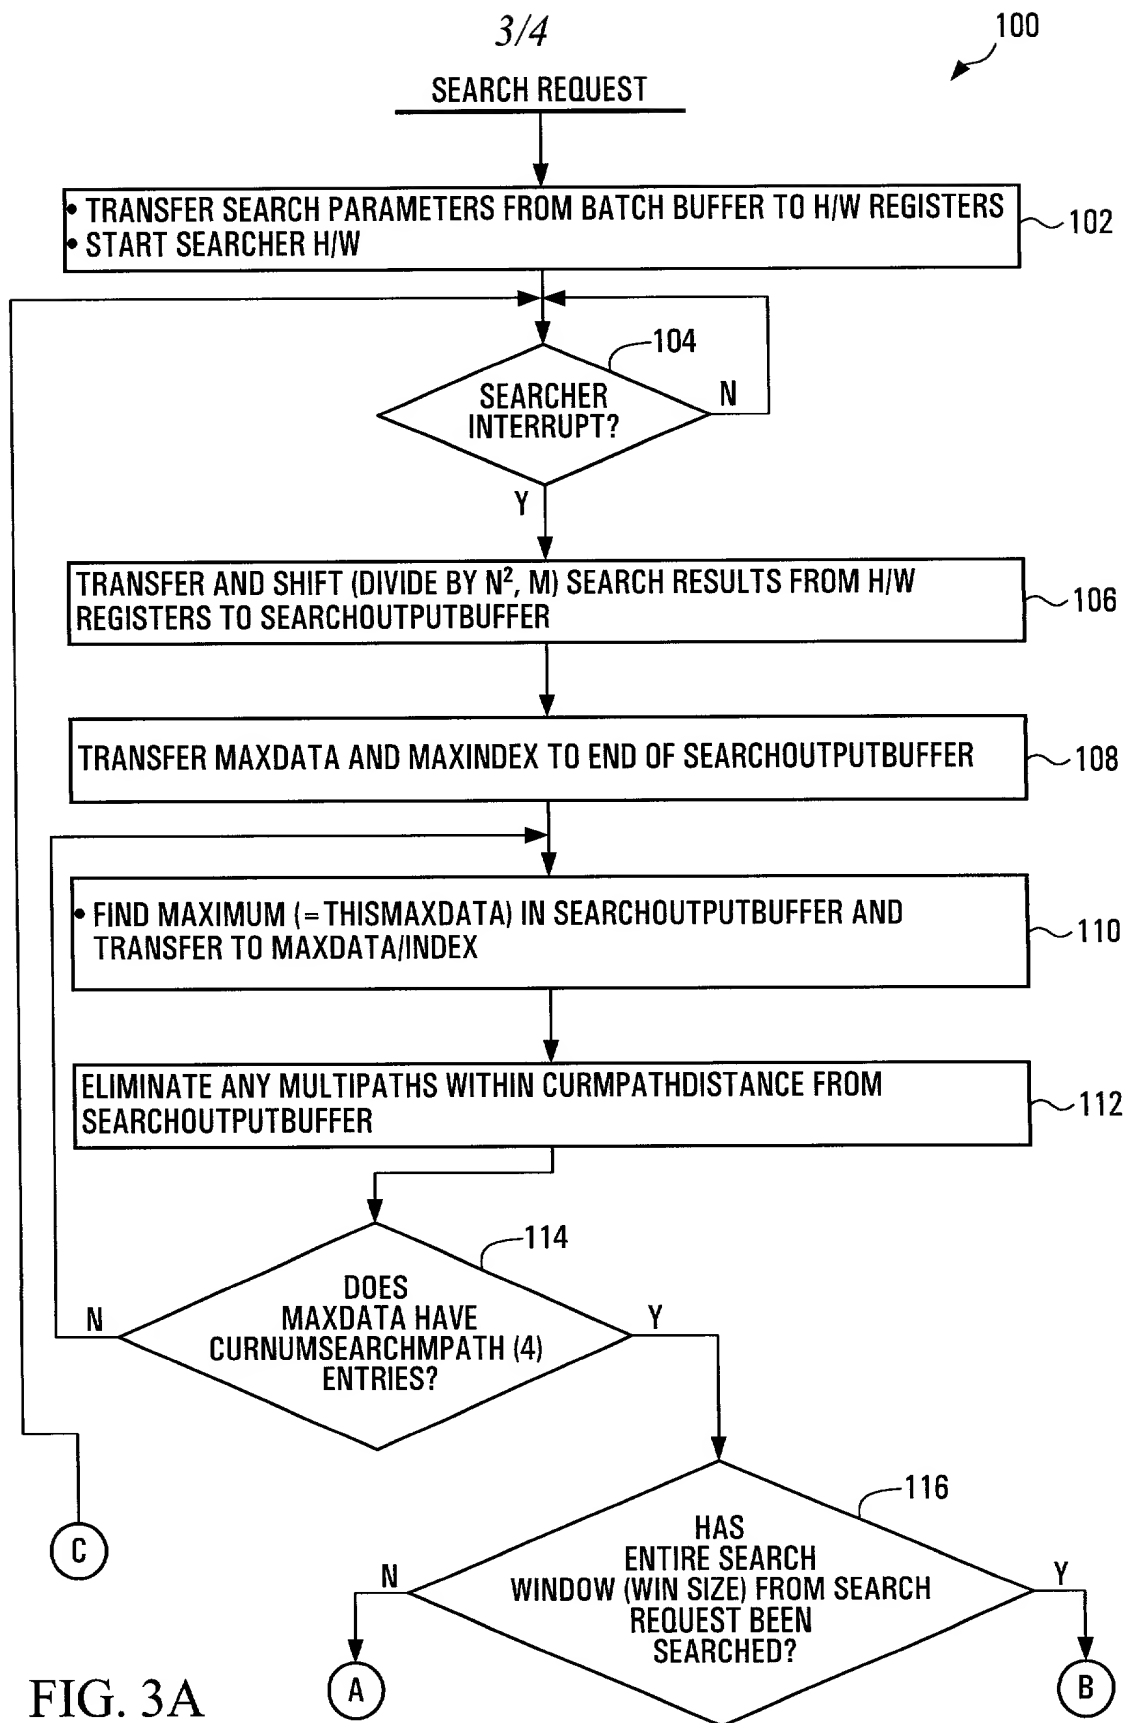 3/4
100
SEARCH REQUEST
• TRANSFER SEARCH PARAMETERS FROM BATCH BUFFER TO H/W REGISTERS
• START SEARCHER H/W
102
104
SEARCHER
INTERRUPT?
N
Y
TRANSFER AND SHIFT (DIVIDE BY N², M) SEARCH RESULTS FROM H/W
REGISTERS TO SEARCHOUTPUTBUFFER
106
TRANSFER MAXDATA AND MAXINDEX TO END OF SEARCHOUTPUTBUFFER
108
• FIND MAXIMUM (=THISMAXDATA) IN SEARCHOUTPUTBUFFER AND
TRANSFER TO MAXDATA/INDEX
110
ELIMINATE ANY MULTIPATHS WITHIN CURMPATHDISTANCE FROM
SEARCHOUTPUTBUFFER
112
114
DOES
MAXDATA HAVE
CURNUMSEARCHMPATH (4)
ENTRIES?
N
Y
116
HAS
ENTIRE SEARCH
WINDOW (WIN SIZE) FROM SEARCH
REQUEST BEEN
SEARCHED?
N
Y
C
A
B
FIG. 3A